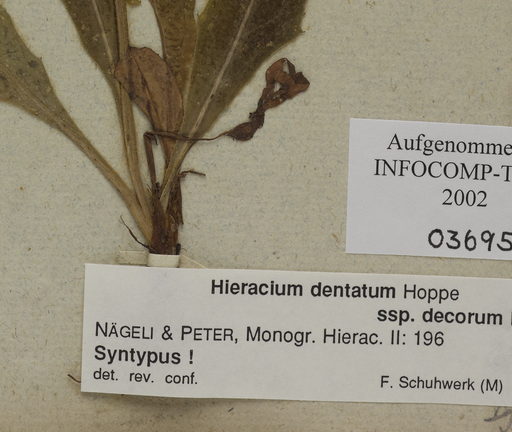 Aufgenomme
INFOCOMP-T
2002
03695
Hieracium dentatum Hoppe
ssp. decorum
NÄGELI & PETER, Monogr. Hierac. II: 196
Syntypus !
det. rev. conf.
F. Schuhwerk (M)